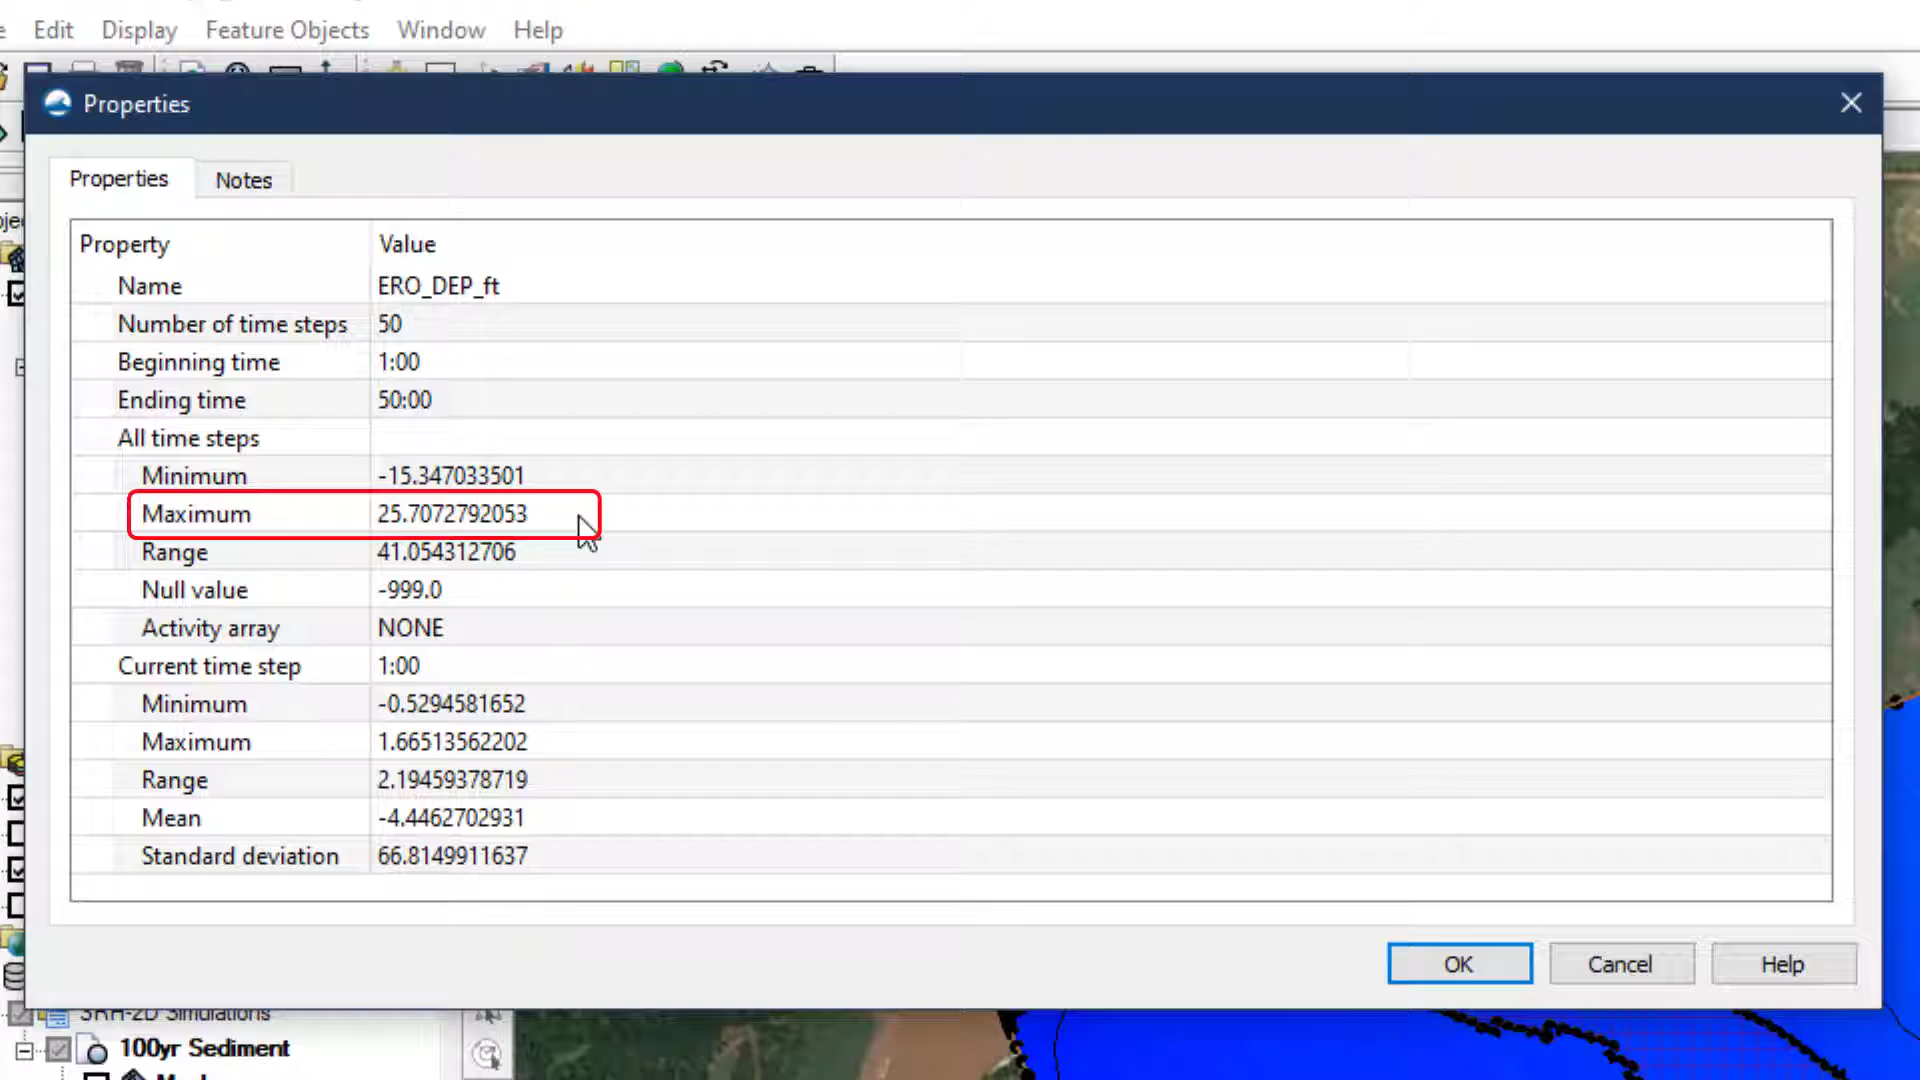 Edit Display Feature Objects Window Help
Properties
Properties Notes
Property Value
Name ERO_DEP_ft
Number of time steps 50
Beginning time 1:00
Ending time 50:00
All time steps
Minimum -15.347033501
Maximum 25.7072792053
Range 41.054312706
Null value -999.0
Activity array NONE
Current time step 1:00
Minimum -0.5294581652
Maximum 1.66513562202
Range 2.19459378719
Mean -4.4462702931
Standard deviation 66.8149911637
OK Cancel Help
SRH-2D Simulations
100yr Sediment